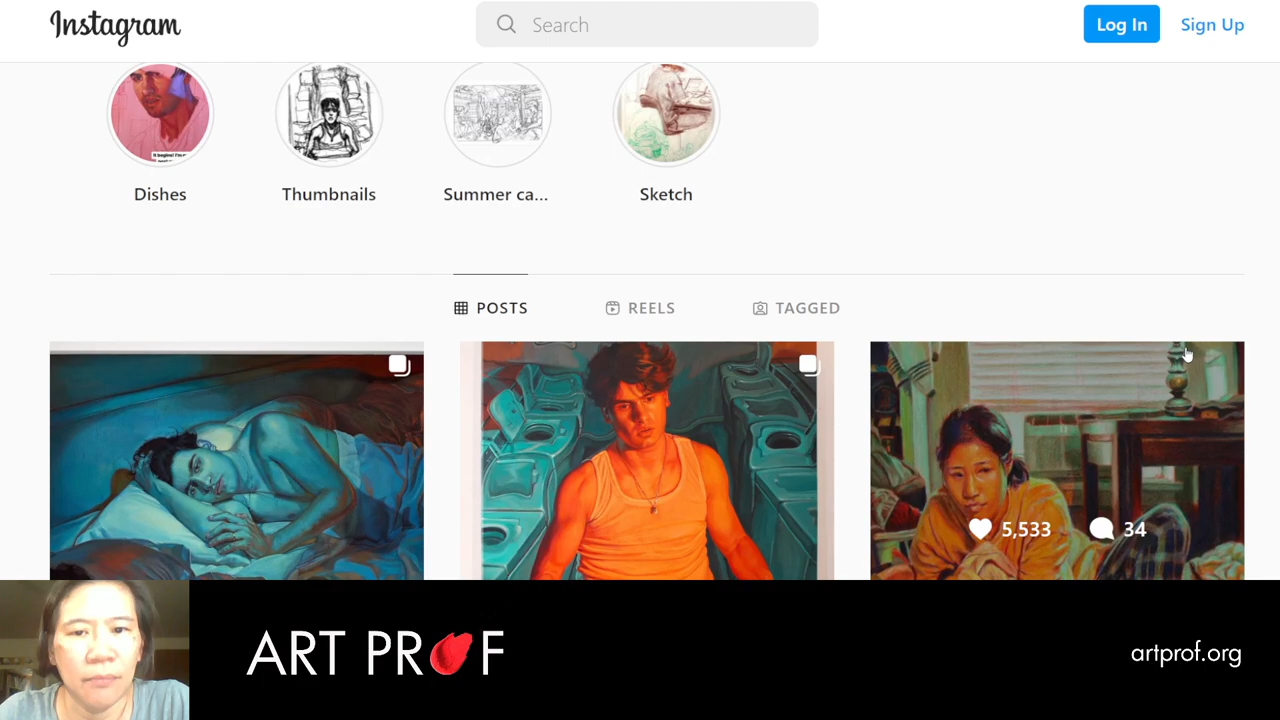 Instagram
Search
Log In
Sign Up
Dishes
Thumbnails
Summer ca...
Sketch
POSTS
REELS
TAGGED
5,533
34
ART PROF
artprof.org